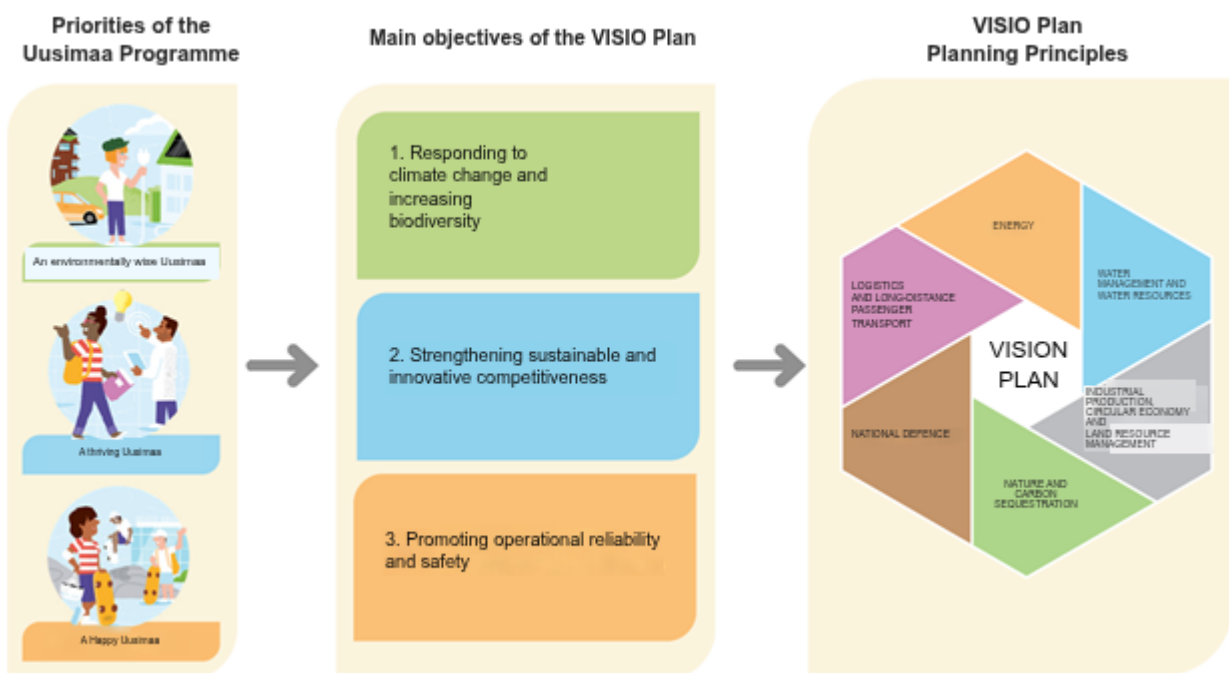 Priorities of the
Uusimaa Programme
An environmentally wise Uusimaa
A thriving Uusimaa
A Happy Uusimaa
Main objectives of the VISIO Plan
1. Responding to
climate change and
increasing
biodiversity
2. Strengthening sustainable and
innovative competitiveness
3. Promoting operational reliability
and safety
VISIO Plan
Planning Principles
ENERGY
WATER
MANAGEMENT AND
WATER RESOURCES
LOGISTICS
AND LONG-DISTANCE
PASSENGER
TRANSPORT
VISION
PLAN
INDUSTRIAL
PRODUCTION,
CIRCULAR ECONOMY
AND
LAND RESOURCE
MANAGEMENT
NATIONAL DEFENCE
NATURE AND
CARBON
SEQUESTRATION